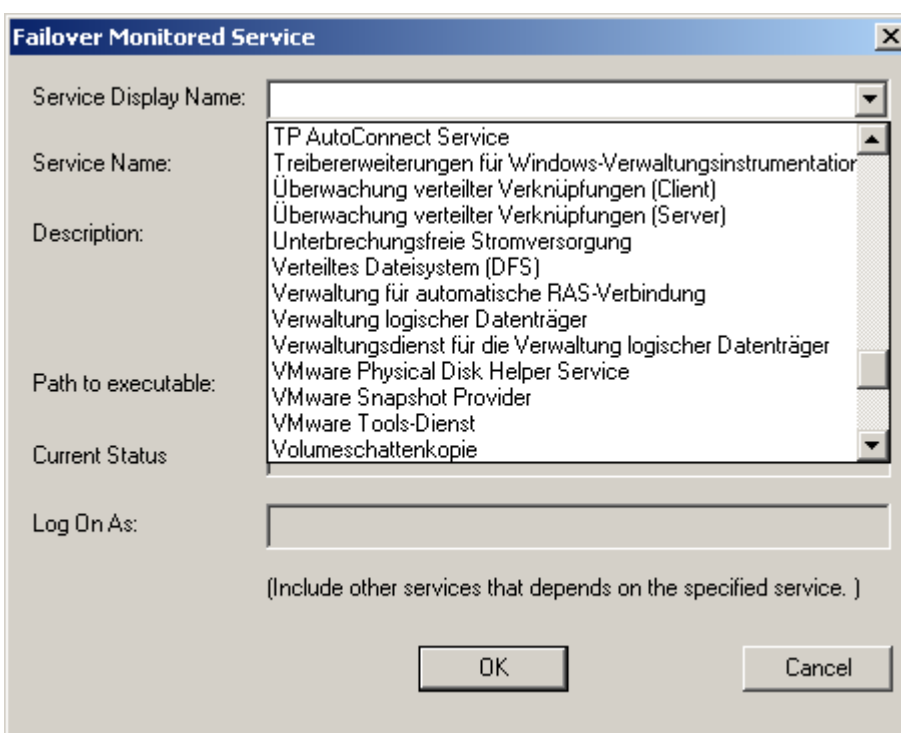 Failover Monitored Service
Service Display Name:
TP AutoConnect Service
Service Name:
Treibererweiterungen für Windows-Verwaltungsinstrumentation
Überwachung verteilter Verknüpfungen (Client)
Überwachung verteilter Verknüpfungen (Server)
Description:
Unterbrechungsfreie Stromversorgung
Verteiltes Dateisystem (DFS)
Verwaltung für automatische RAS-Verbindung
Verwaltung logischer Datenträger
Verwaltungsdienst für die Verwaltung logischer Datenträger
VMware Physical Disk Helper Service
Path to executable:
VMware Snapshot Provider
VMware Tools-Dienst
Volumeschattenkopie
Current Status
Log On As:
(Include other services that depends on the specified service. )
OK
Cancel